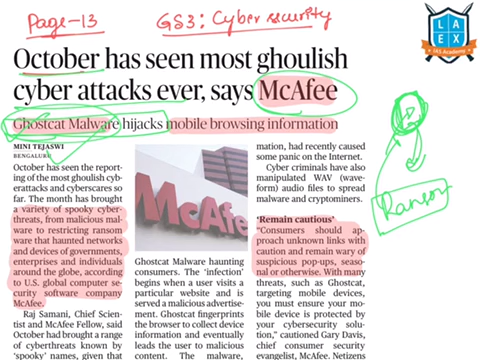 Page-13
GS3: Cyber security
LAEX
IAS Academy
October has seen most ghoulish
cyber attacks ever, says McAfee
Ghostcat Malware hijacks mobile browsing information
MINI TEJASWI
BENGALURU
October has seen the report-
ing of the most ghoulish cyb-
erattacks and cyberscares so
far. The month has brought
a variety of spooky cyber-
threats, from malicious mal-
ware to restricting ransom
ware that haunted networks
and devices of governments,
enterprises and individuals
around the globe, according
to U.S. global computer se-
curity software company
McAfee.
Raj Samani, Chief Scien-
tist and McAfee Fellow, said
October had brought a range
of cyberthreats known by
'spooky' names, given that
McAfee
Ghostcat Malware haunting
consumers. The 'infection'
begins when a user visits a
particular website and is
served a malicious advertise-
ment. Ghostcat fingerprints
the browser to collect device
information and eventually
leads the user to malicious
content. The malware,
mation, had recently caused
some panic on the Internet.
Cyber criminals have also
manipulated WAV (wave-
form) audio files to spread
malware and cryptominers.
'Remain cautious'
"Consumers should ap-
proach unknown links with
caution and remain wary of
suspicious pop-ups, seaso-
nal or otherwise. With many
threats, such as Ghostcat,
targeting mobile devices,
you must ensure your mo-
bile device is protected by
your cybersecurity solu-
tion," cautioned Gary Davis,
chief consumer security
evangelist, McAfee. Netizens
Ransom